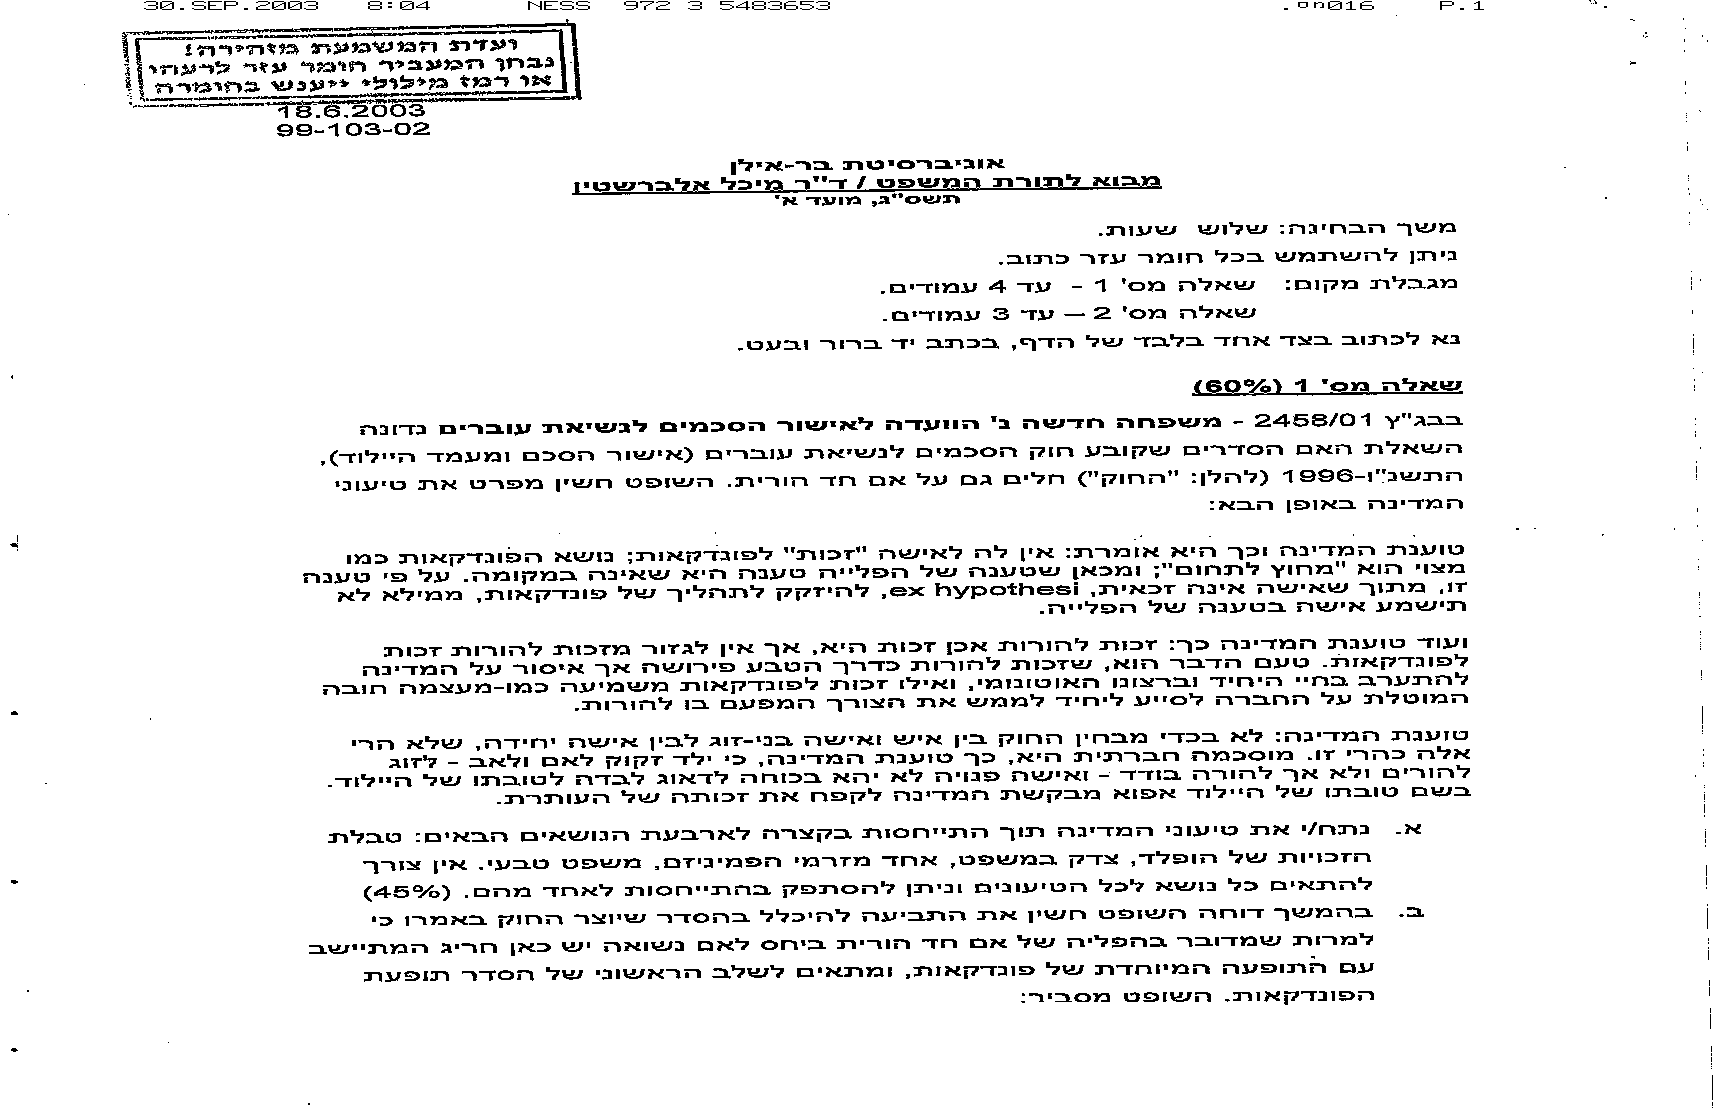 30.SEP.2003 8:04 NESS 972 3 5483653 P.1
ועדת המשמעת מזהירה!
נבחן המעביר חומר עזר לרעהו
או רמז מילולי ייענש בחומרה
18.6.2003
99-103-02
אוניברסיטת בר-אילן
מבוא לתורת המשפט / ד"ר מיכל אלברשטיין
תשס"ג, מועד א'
משך הבחינה: שלוש שעות.
ניתן להשתמש בכל חומר עזר כתוב.
מגבלת מקום: שאלה מס' 1 - עד 4 עמודים.
שאלה מס' 2 – עד 3 עמודים.
נא לכתוב בצד אחד בלבד של הדף, בכתב יד ברור ובעט.
שאלה מס' 1 (60%)
בבג"ץ 2458/01 - משפחה חדשה נ' הוועדה לאישור הסכמים לנשיאת עוברים נדונה
השאלת האם הסדרים שקובע חוק הסכמים לנשיאת עוברים (אישור הסכם ומעמד היילוד),
התשנ"ו-1996 (להלן: "החוק") חלים גם על אם חד הורית. השופט חשין מפרט את טיעוני
המדינה באופן הבא:
טוענת המדינה וכך היא אומרת: אין לה לאישה "זכות" לפונדקאות; נושא הפונדקאות כמו
מצוי הוא "מחוץ לתחום"; ומכאן שטענה של הפלייה טענה היא שאינה במקומה. על פי טענה
זו, מתוך שאישה אינה זכאית, ex hypothesi, להיזקק לתהליך של פונדקאות, ממילא לא
תישמע אישה בטענה של הפלייה.
ועוד טוענת המדינה כך: זכות להורות אכן זכות היא, אך אין לגזור מזכות להורות זכות
לפונדקאות. טעם הדבר הוא, שזכות להורות כדרך הטבע פירושה אך איסור על המדינה
להתערב בחיי היחיד וברצונו האוטונומי, ואילו זכות לפונדקאות משמיעה כמו-מעצמה חובה
המוטלת על החברה לסייע ליחיד לממש את הצורך המפעם בו להורות.
טוענת המדינה: לא בכדי מבחין החוק בין איש ואישה בני-זוג לבין אישה יחידה, שלא הרי
אלה כהרי זו. מוסכמה חברתית היא, כך טוענת המדינה, כי ילד זקוק לאם ולאב - לזוג
להורים ולא אך להורה בודד - ואישה פנויה לא יהא בכוחה לדאוג לבדה לטובתו של היילוד.
בשם טובתו של היילוד אפוא מבקשת המדינה לקפח את זכותה של העותרת.
א. נתח/י את טיעוני המדינה תוך התייחסות בקצרה לארבעת הנושאים הבאים: טבלת
הזכויות של הופלד, צדק במשפט, אחד מזרמי הפמיניזם, משפט טבעי. אין צורך
להתאים כל נושא לכל הטיעונים וניתן להסתפק בהתייחסות לאחד מהם. (45%)
ב. בהמשך דוחה השופט חשין את התביעה להיכלל בהסדר שיוצר החוק באמרו כי
למרות שמדובר בהפליה של אם חד הורית ביחס לאם נשואה יש כאן חריג המתיישב
עם התופעה המיוחדת של פונדקאות, ומתאים לשלב הראשוני של הסדר תופעת
הפונדקאות. השופט מסביר: